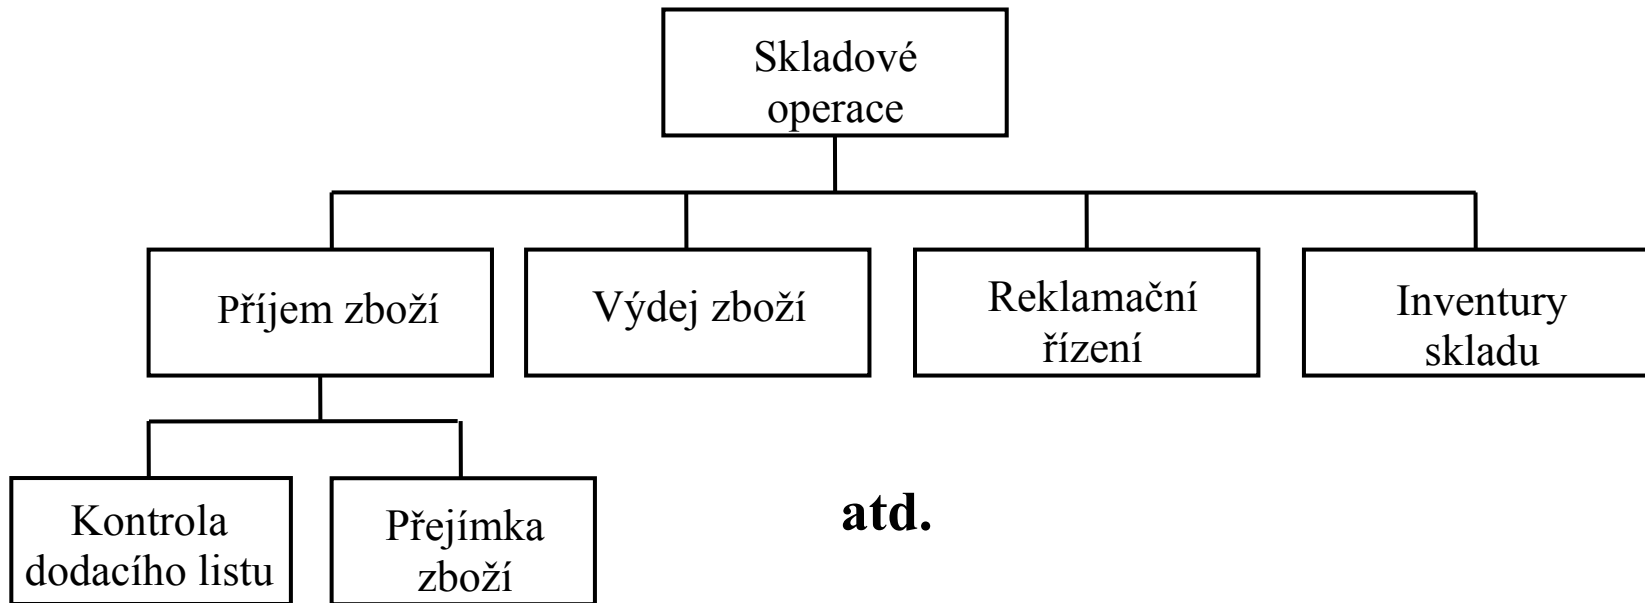 Skladové
operace
Příjem zboží
Výdej zboží
Reklamační
řízení
Inventury
skladu
Kontrola
dodacího listu
Přejímka
zboží
atd.